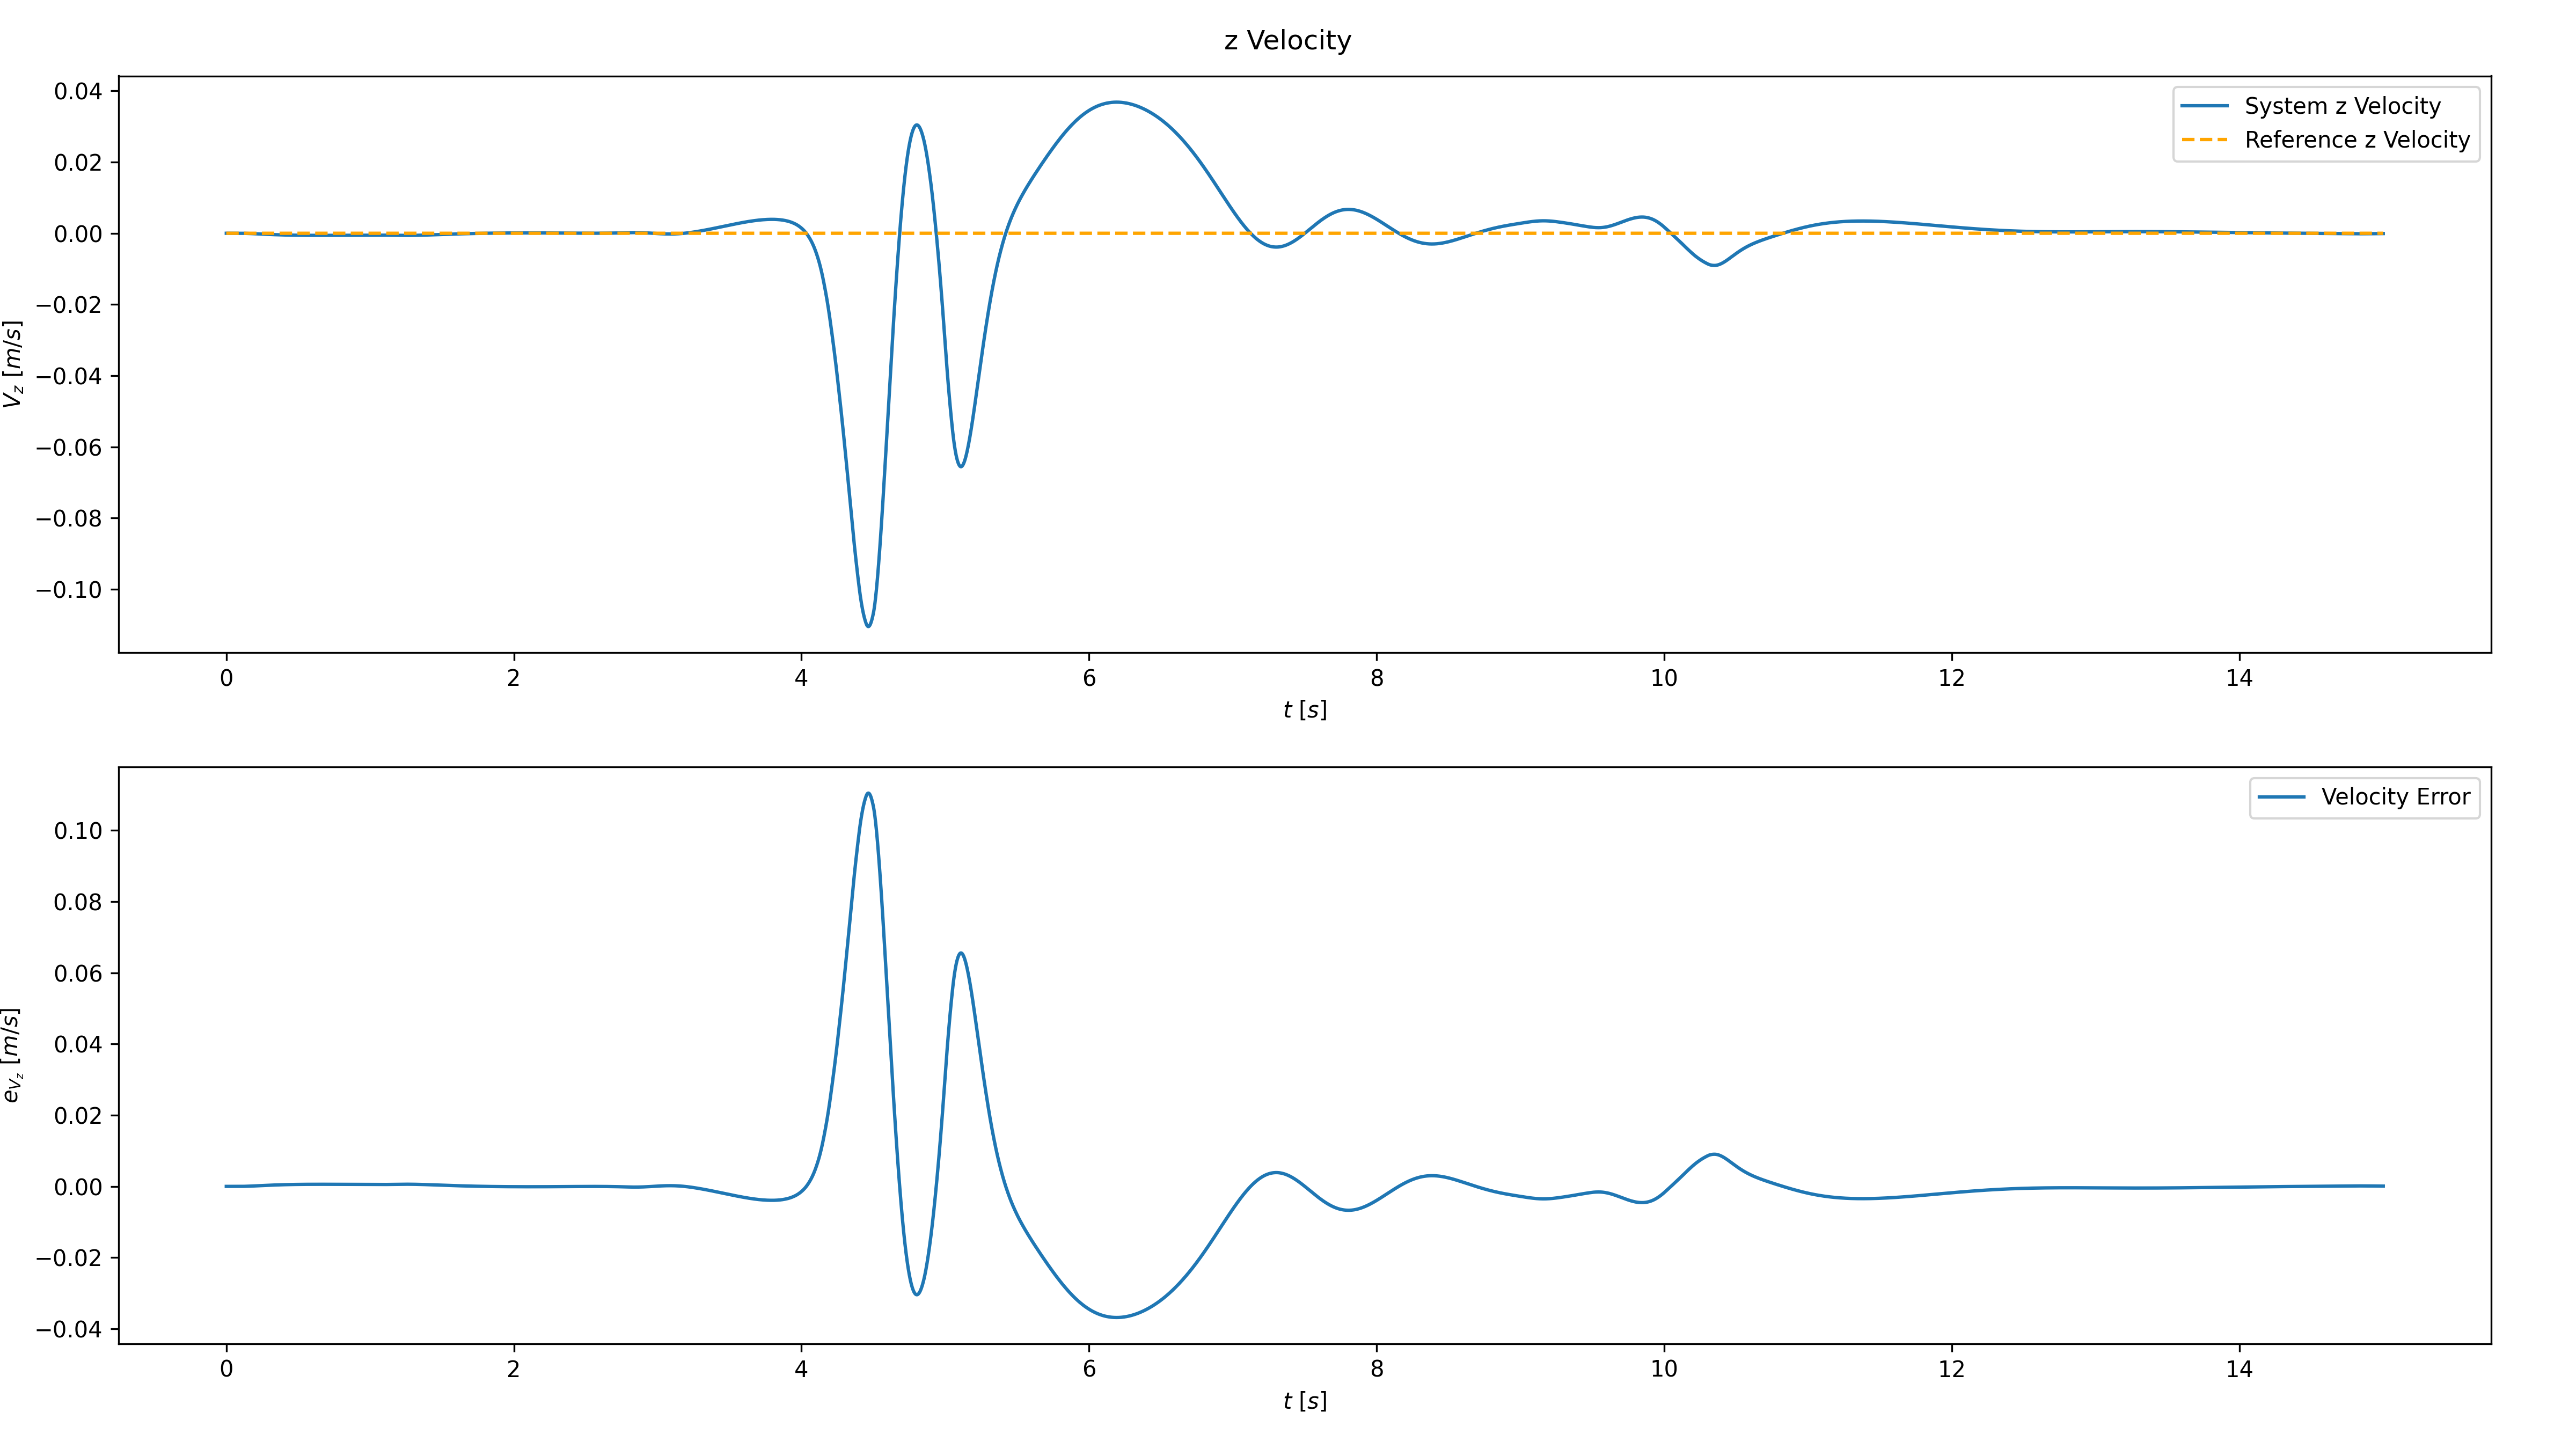 z Velocity
System z Velocity
Reference z Velocity
0.04
0.02
0.00
−0.02
−0.04
−0.06
−0.08
−0.10
V_z [m/s]
0 2 4 6 8 10 12 14
t [s]
Velocity Error
0.10
0.08
0.06
0.04
0.02
0.00
−0.02
−0.04
e_{V_z} [m/s]
0 2 4 6 8 10 12 14
t [s]